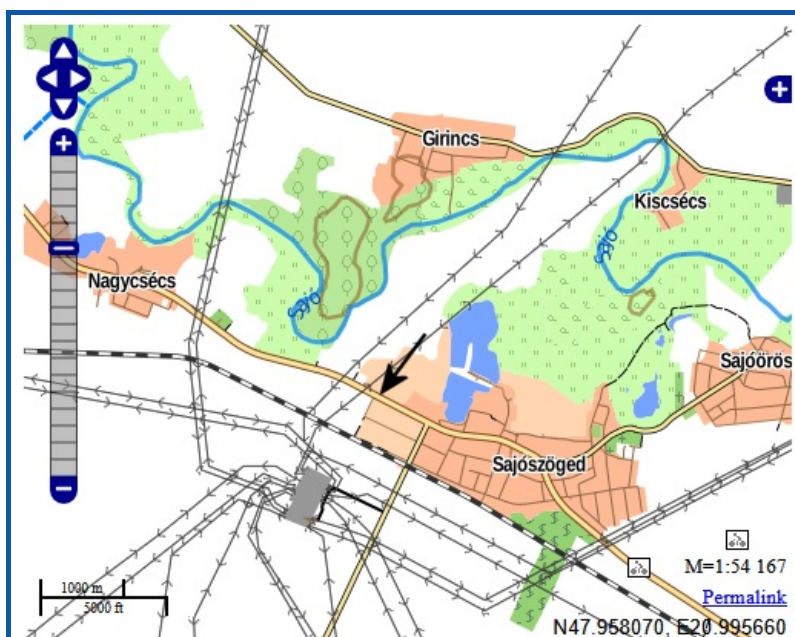 Girincs
Kiscsécs
Sajó
Nagycsécs
Sajó
Sajóörös
Sajószöged
M=1:54 167
1000 m
5000 ft
Permalink
N47.958070, E20.995660